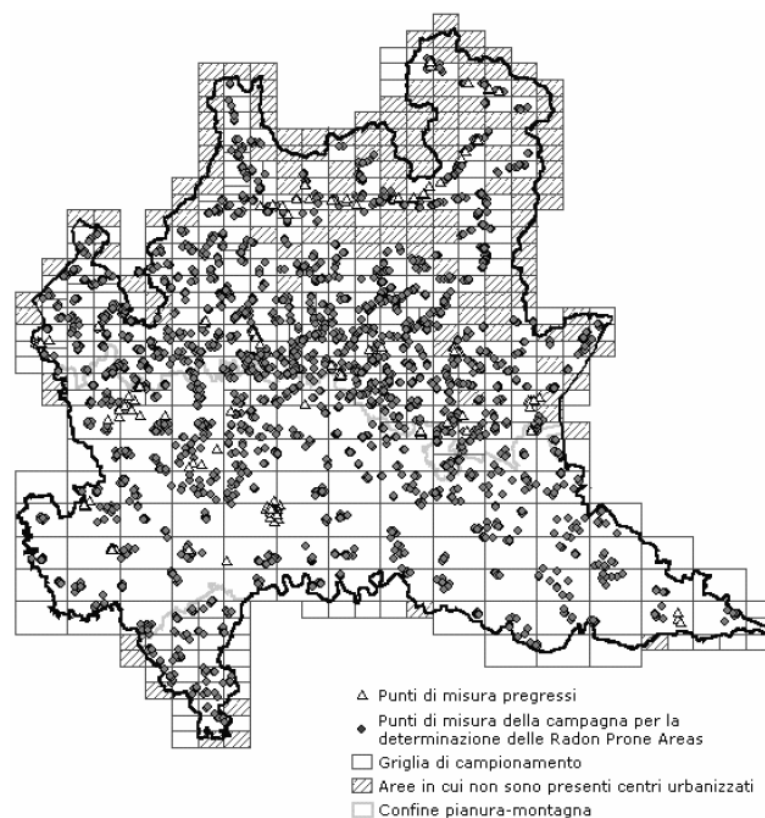 Punti di misura pregressi
Punti di misura della campagna per la
determinazione delle Radon Prone Areas
Griglia di campionamento
Aree in cui non sono presenti centri urbanizzati
Confine pianura-montagna